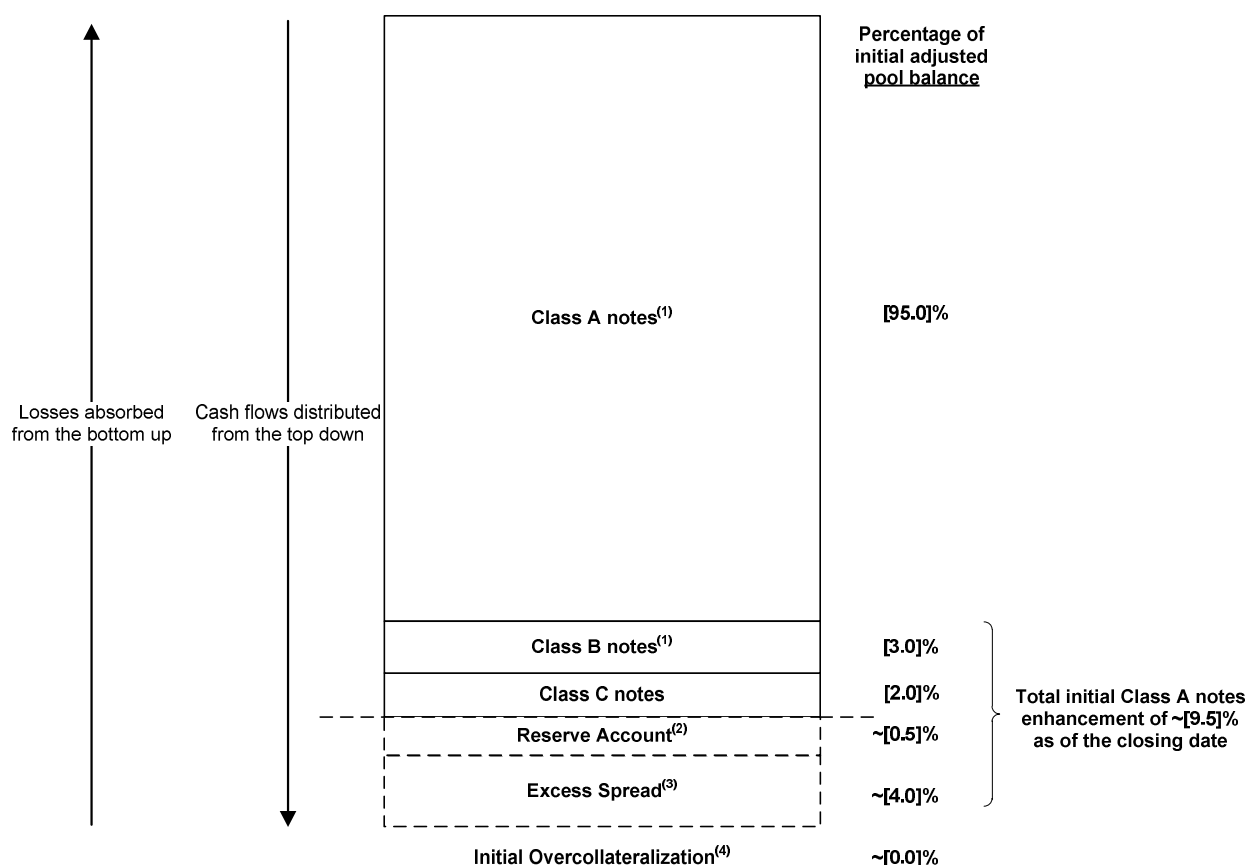 Percentage of
initial adjusted
pool balance
Class A notes(1)
[95.0]%
Losses absorbed
from the bottom up
Cash flows distributed
from the top down
Class B notes(1)
[3.0]%
Class C notes
[2.0]%
Reserve Account(2)
~[0.5]%
Excess Spread(3)
~[4.0]%
Total initial Class A notes
enhancement of ~[9.5]%
as of the closing date
Initial Overcollateralization(4)
~[0.0]%